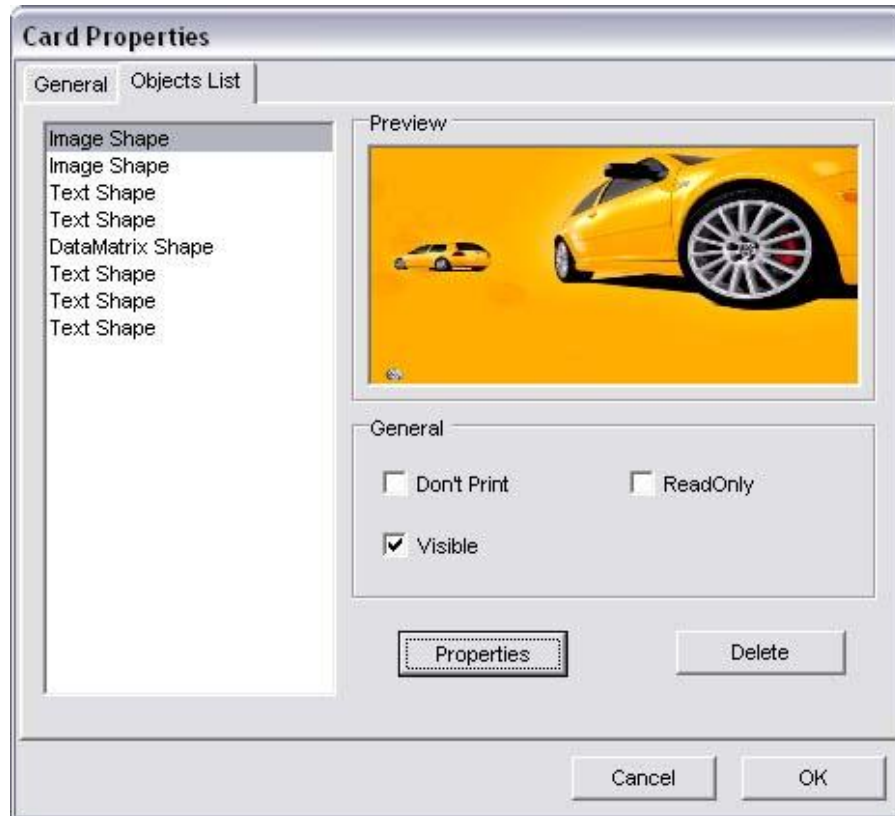 Card Properties
General
Objects List
Image Shape
Image Shape
Text Shape
Text Shape
DataMatrix Shape
Text Shape
Text Shape
Text Shape
Preview
General
Don't Print
ReadOnly
Visible
Properties
Delete
Cancel
OK